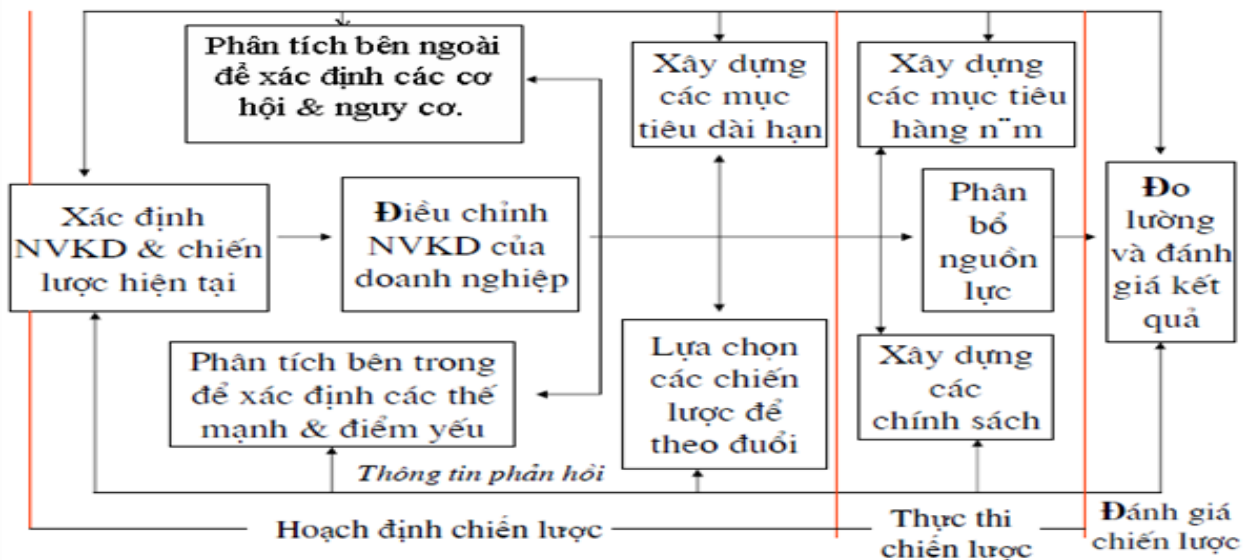 Phân tích bên ngoài
để xác định các cơ
hội & nguy cơ.
Xây dựng
các mục
tiêu dài hạn
Xây dựng
các mục tiêu
hàng n¨m
Xác định
NVKD & chiến
lược hiện tại
Điều chỉnh
NVKD của
doanh nghiệp
Phân
bổ
nguồn
lực
Đo
lường
và đánh
giá kết
quả
Phân tích bên trong
để xác định các thế
mạnh & điểm yếu
Lựa chọn
các chiến
lược để
theo đuổi
Xây dựng
các
chính sách
Thông tin phản hồi
Hoạch định chiến lược
Thực thi
chiến lược
Đánh giá
chiến lược